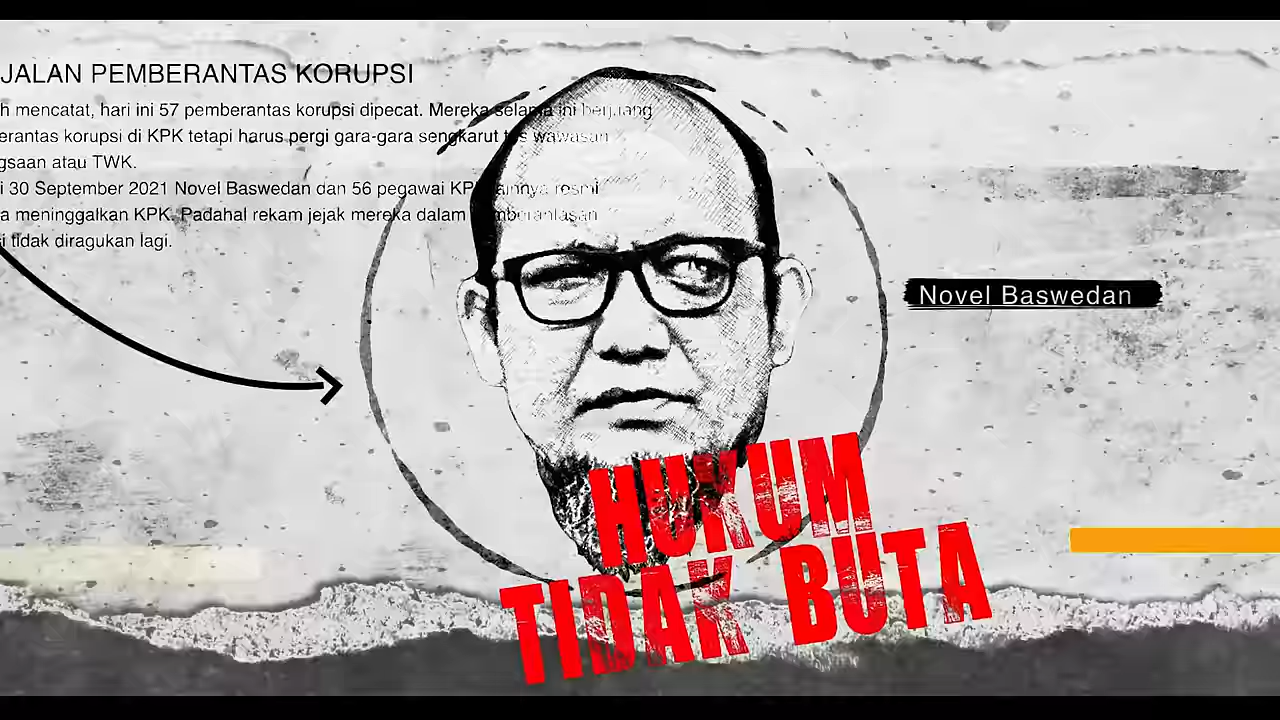 JALAN PEMBERANTAS KORUPSI
h mencatat, hari ini 57 pemberantas korupsi dipecat. Mereka selama ini berjuang
erantas korupsi di KPK tetapi harus pergi gara-gara sengkarut tes wawasan
gsaan atau TWK.
i 30 September 2021 Novel Baswedan dan 56 pegawai KPK lainnya resmi
a meninggalkan KPK. Padahal rekam jejak mereka dalam pemberantasan
i tidak diragukan lagi.
Novel Baswedan
HUKUM
TIDAK BUTA